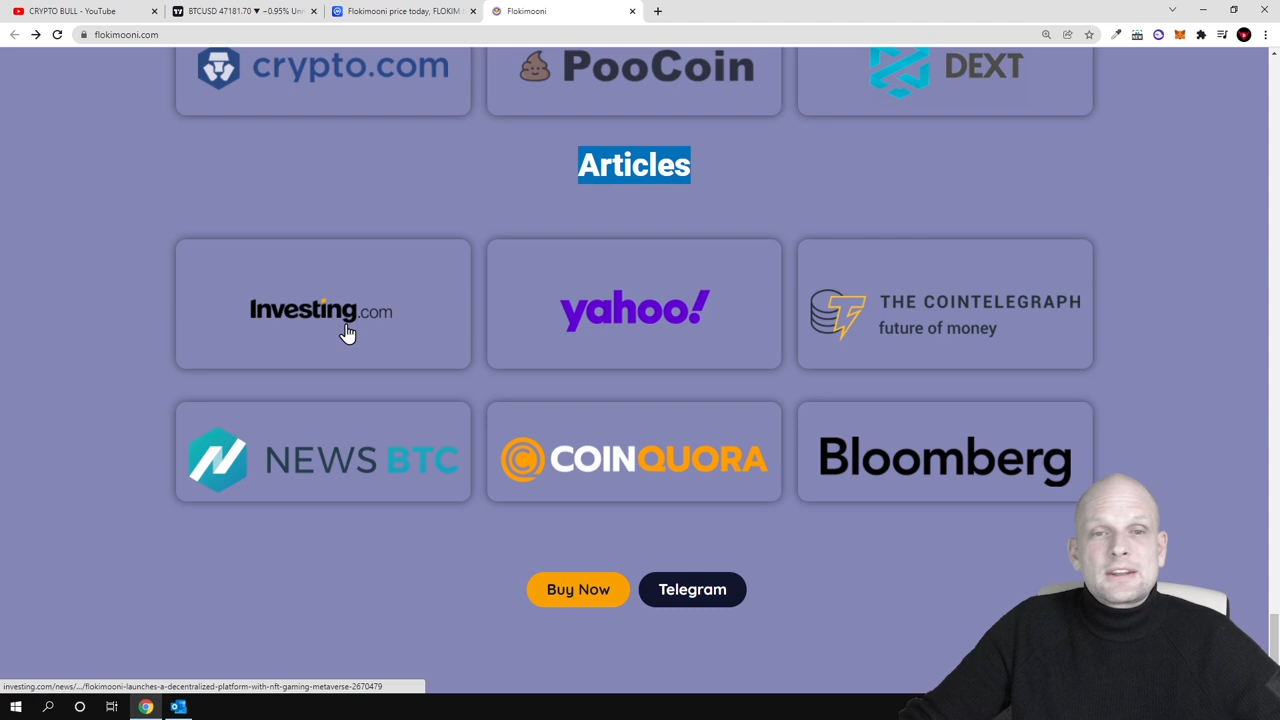 CRYPTO BULL - YouTube
BTCUSD 47181.70 ▼ −0.95% Unn
Flokimooni price today, FLOKIM
Flokimooni
flokimooni.com
crypto.com
PooCoin
DEXT
Articles
Investing.com
yahoo!
THE COINTELEGRAPH
future of money
NEWS BTC
COINQUORA
Bloomberg
Buy Now
Telegram
investing.com/news/.../flokimooni-launches-a-decentralized-platform-with-nft-gaming-metaverse-2670479